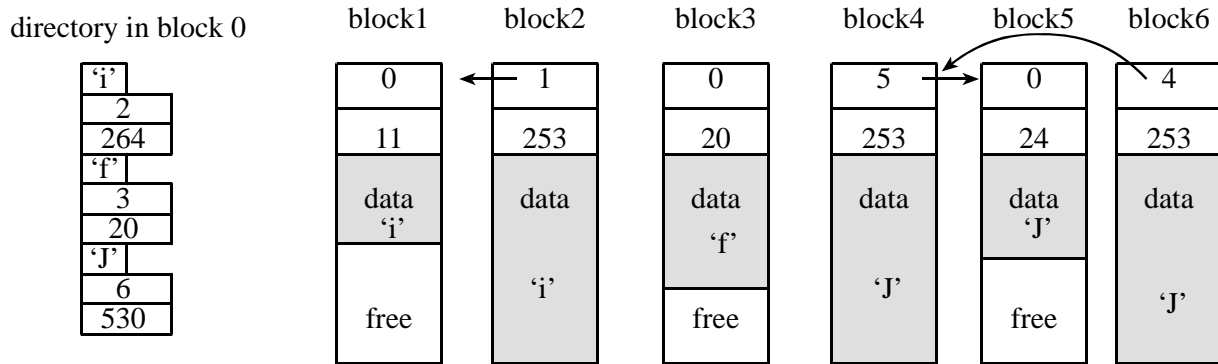 directory in block 0
‘i’
2
264
‘f’
3
20
‘J’
6
530
block1
0
11
data
‘i’
free
block2
1
253
data
‘i’
block3
0
20
data
‘f’
free
block4
5
253
data
‘J’
block5
0
24
data
‘J’
free
block6
4
253
data
‘J’